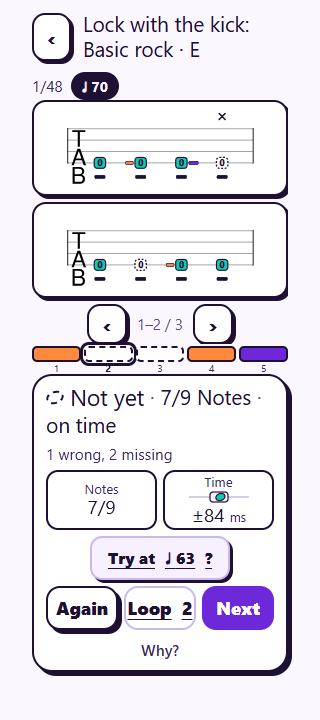 Lock with the kick:
Basic rock · E
1/48 ♩ 70
×
T
A 0 0 0 0
B
T
A 0 0 0 0
B
‹ 1–2 / 3 ›
1 2 3 4 5
Not yet · 7/9 Notes ·
on time
1 wrong, 2 missing
Notes
7/9
Time
±84 ms
Try at ♩ 63 ?
Again Loop 2 Next
Why?